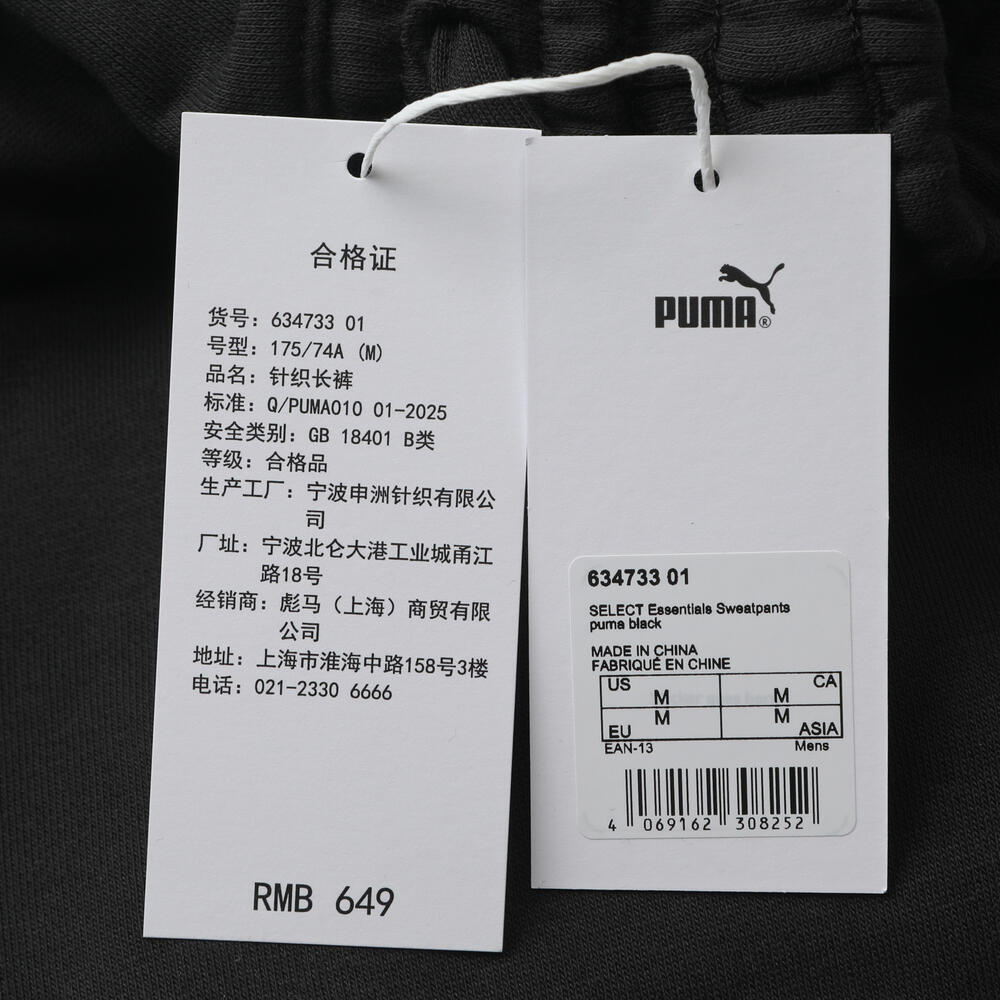 合格证
货号：634733 01
号型：175/74A (M)
品名：针织长裤
标准：Q/PUMA010 01-2025
安全类别：GB 18401 B类
等级：合格品
生产工厂：宁波申洲针织有限公
司
厂址：宁波北仑大港工业城甬江
路18号
经销商：彪马（上海）商贸有限
公司
地址：上海市淮海中路158号3楼
电话：021-2330 6666
RMB 649
PUMA®
634733 01
SELECT Essentials Sweatpants
puma black
MADE IN CHINA
FABRIQUÉ EN CHINE
US M M CA
EU M M ASIA
EAN-13 Mens
4 069162 308252